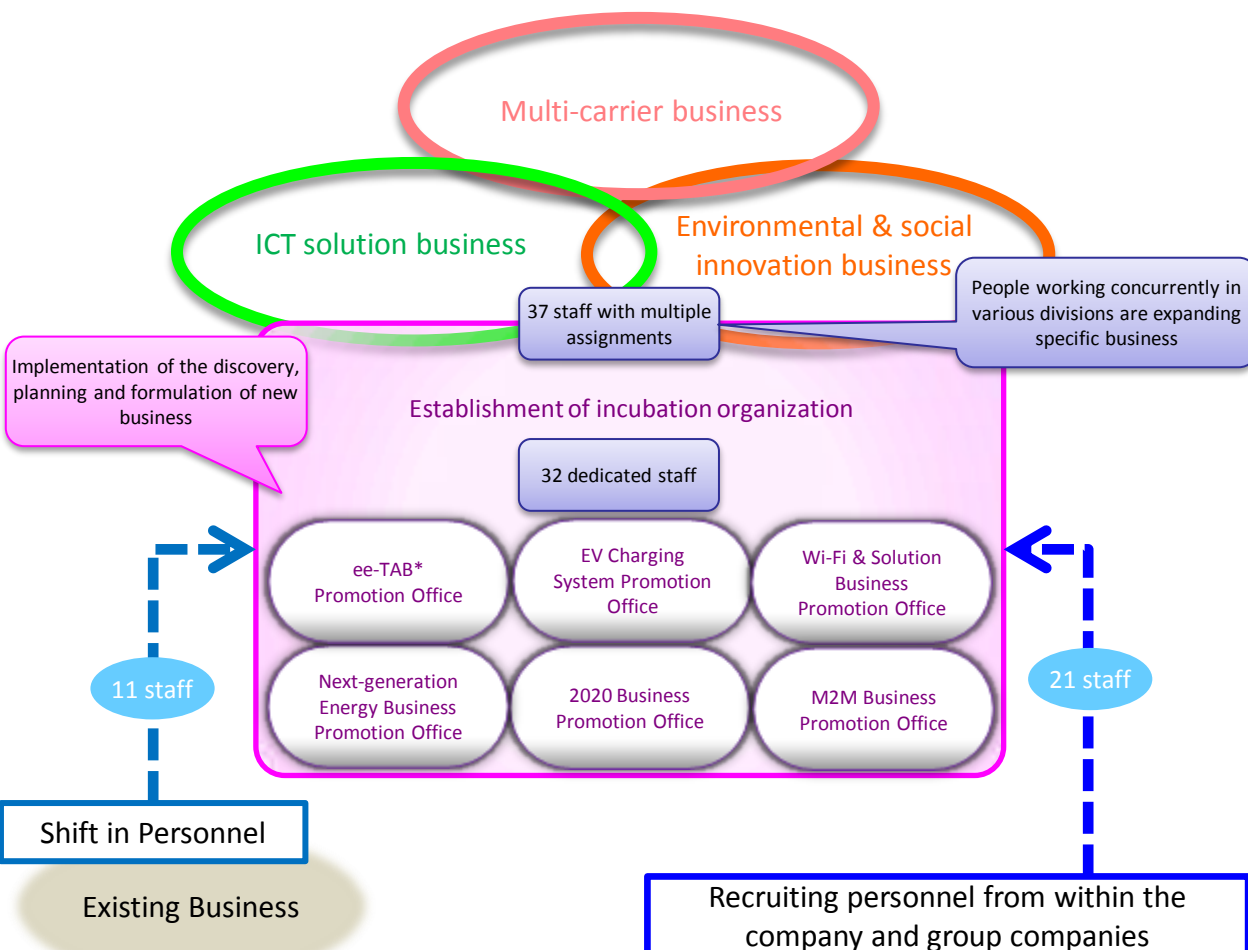 Multi-carrier business
ICT solution business
Environmental & social
innovation business
37 staff with multiple
assignments
People working concurrently in
various divisions are expanding
specific business
Implementation of the discovery,
planning and formulation of new
business
Establishment of incubation organization
32 dedicated staff
ee-TAB*
Promotion Office
EV Charging
System Promotion
Office
Wi-Fi & Solution
Business
Promotion Office
Next-generation
Energy Business
Promotion Office
2020 Business
Promotion Office
M2M Business
Promotion Office
11 staff
21 staff
Shift in Personnel
Existing Business
Recruiting personnel from within the
company and group companies